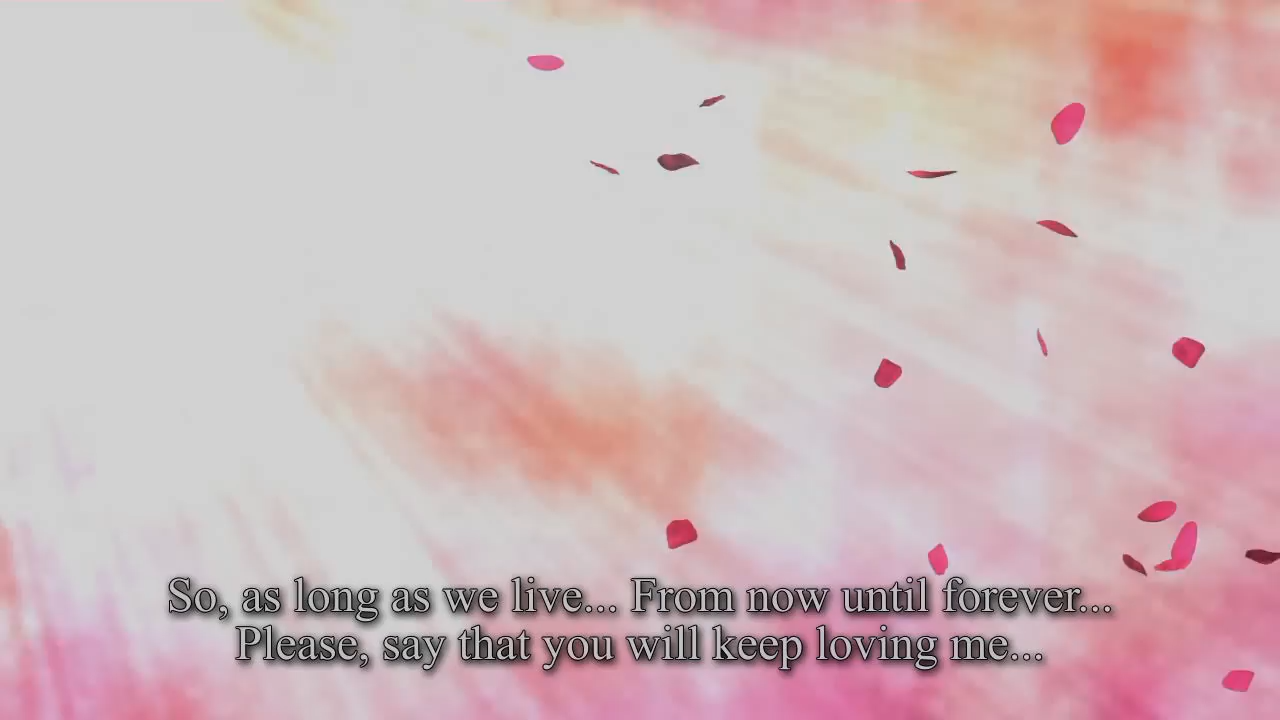 So, as long as we live... From now until forever...
Please, say that you will keep loving me...